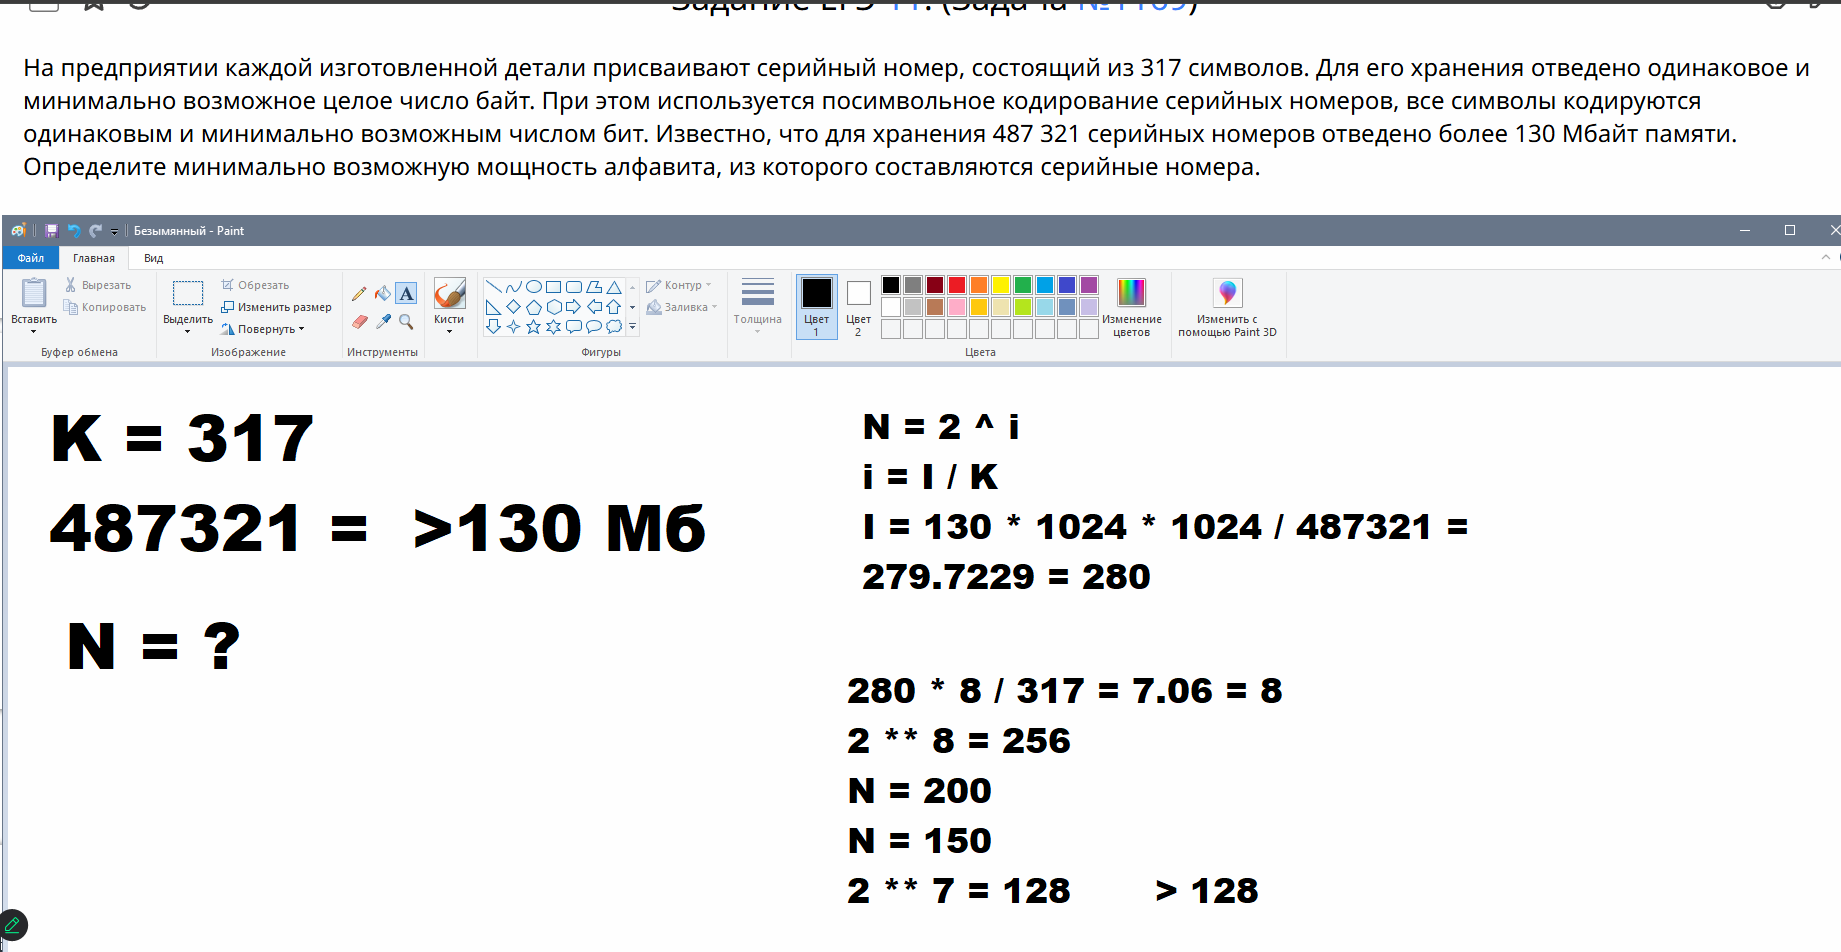 Задание ЕГЭ 11. (Задача №1109)
На предприятии каждой изготовленной детали присваивают серийный номер, состоящий из 317 символов. Для его хранения отведено одинаковое и
минимально возможное целое число байт. При этом используется посимвольное кодирование серийных номеров, все символы кодируются
одинаковым и минимально возможным числом бит. Известно, что для хранения 487 321 серийных номеров отведено более 130 Мбайт памяти.
Определите минимально возможную мощность алфавита, из которого составляются серийные номера.
Безымянный - Paint
Файл Главная Вид
Вставить
Вырезать
Копировать
Буфер обмена
Выделить
Обрезать
Изменить размер
Повернуть
Изображение
A
Инструменты
Кисти
Контур
Заливка
Фигуры
Толщина
Цвет
1
Цвет
2
Изменение
цветов
Цвета
Изменить с
помощью Paint 3D
K = 317
487321 = >130 Мб
N = ?
N = 2 ^ i
i = I / K
I = 130 * 1024 * 1024 / 487321 =
279.7229 = 280
280 * 8 / 317 = 7.06 = 8
2 ** 8 = 256
N = 200
N = 150
2 ** 7 = 128 > 128